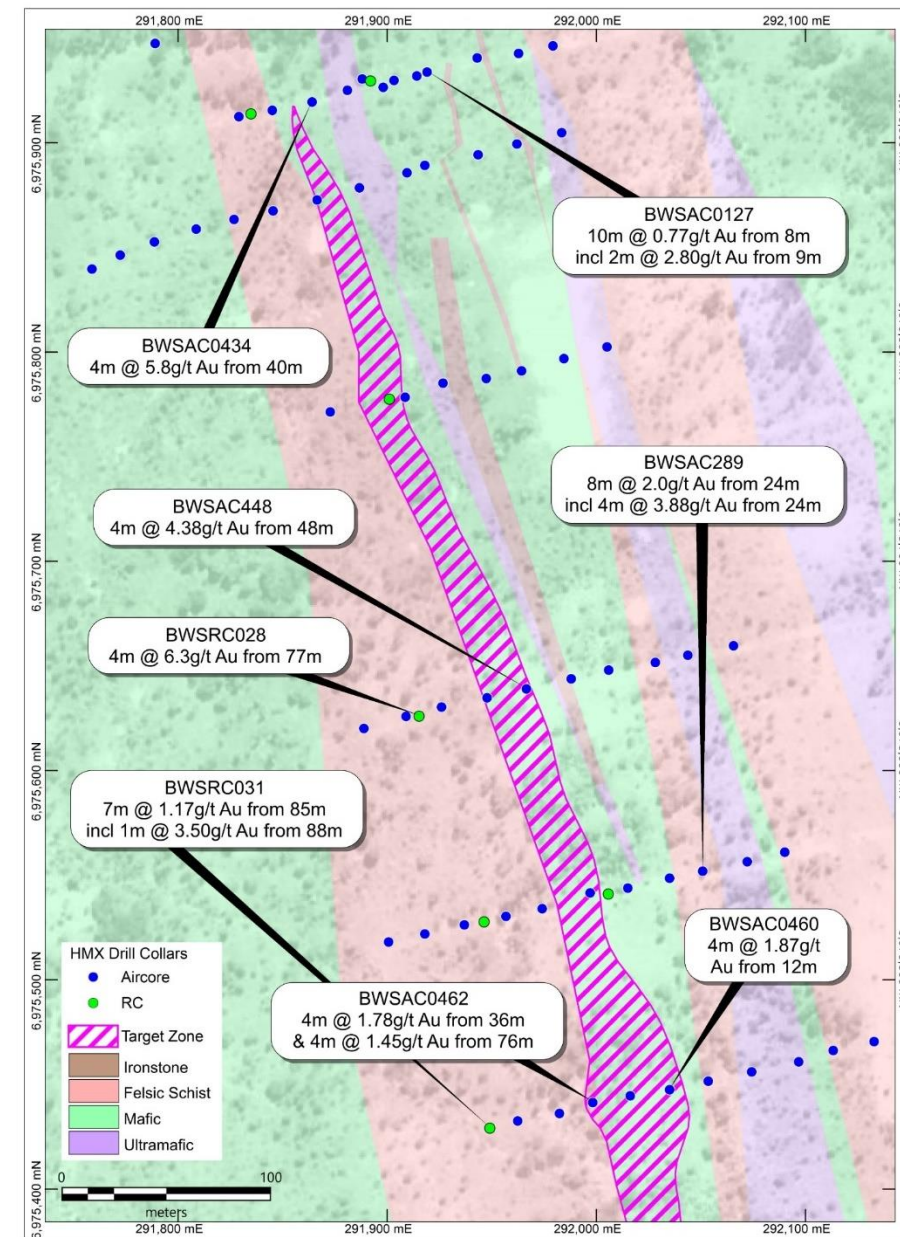 291,800 mE
291,900 mE
292,000 mE
292,100 mE
6,975,900 mN
BWSAC0127
10m @ 0.77g/t Au from 8m
incl 2m @ 2.80g/t Au from 9m
BWSAC0434
4m @ 5.8g/t Au from 40m
6,975,800 mN
BWSAC289
8m @ 2.0g/t Au from 24m
incl 4m @ 3.88g/t Au from 24m
BWSAC448
4m @ 4.38g/t Au from 48m
6,975,700 mN
BWSRC028
4m @ 6.3g/t Au from 77m
6,975,600 mN
BWSRC031
7m @ 1.17g/t Au from 85m
incl 1m @ 3.50g/t Au from 88m
BWSAC0460
4m @ 1.87g/t
Au from 12m
6,975,500 mN
BWSAC0462
4m @ 1.78g/t Au from 36m
& 4m @ 1.45g/t Au from 76m
HMX Drill Collars
Aircore
RC
Target Zone
Ironstone
Felsic Schist
Mafic
Ultramafic
0
100
meters
6,975,400 mN
291,800 mE
291,900 mE
292,000 mE
292,100 mE